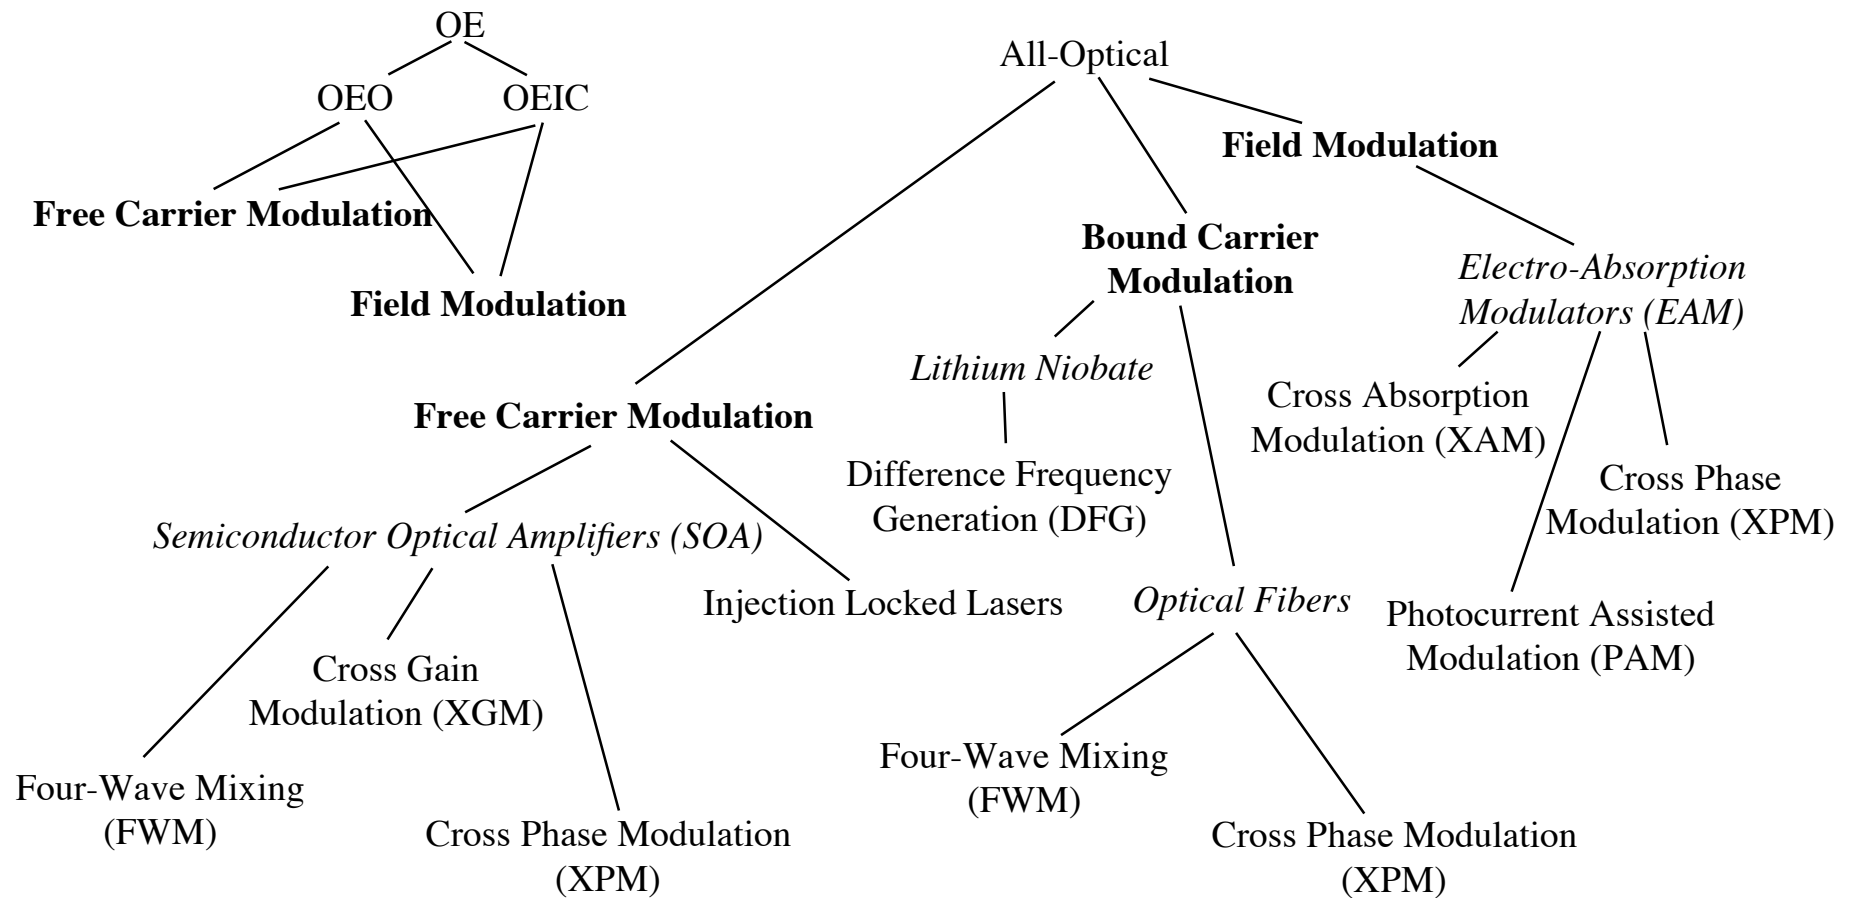 OE
OEO
OEIC
Free Carrier Modulation
Field Modulation
All-Optical
Field Modulation
Bound Carrier
Modulation
Electro-Absorption
Modulators (EAM)
Lithium Niobate
Cross Absorption
Modulation (XAM)
Free Carrier Modulation
Difference Frequency
Generation (DFG)
Cross Phase
Modulation (XPM)
Semiconductor Optical Amplifiers (SOA)
Injection Locked Lasers
Optical Fibers
Photocurrent Assisted
Modulation (PAM)
Cross Gain
Modulation (XGM)
Four-Wave Mixing
(FWM)
Cross Phase Modulation
(XPM)
Four-Wave Mixing
(FWM)
Cross Phase Modulation
(XPM)